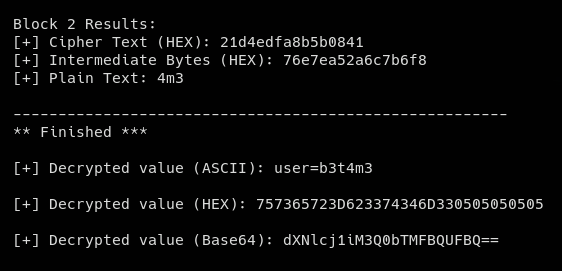 Block 2 Results:
[+] Cipher Text (HEX): 21d4edfa8b5b0841
[+] Intermediate Bytes (HEX): 76e7ea52a6c7b6f8
[+] Plain Text: 4m3
-------------------------------------------------------
** Finished ***
[+] Decrypted value (ASCII): user=b3t4m3
[+] Decrypted value (HEX): 757365723D623374346D330505050505
[+] Decrypted value (Base64): dXNlcj1iM3Q0bTMFBQUFBQ==